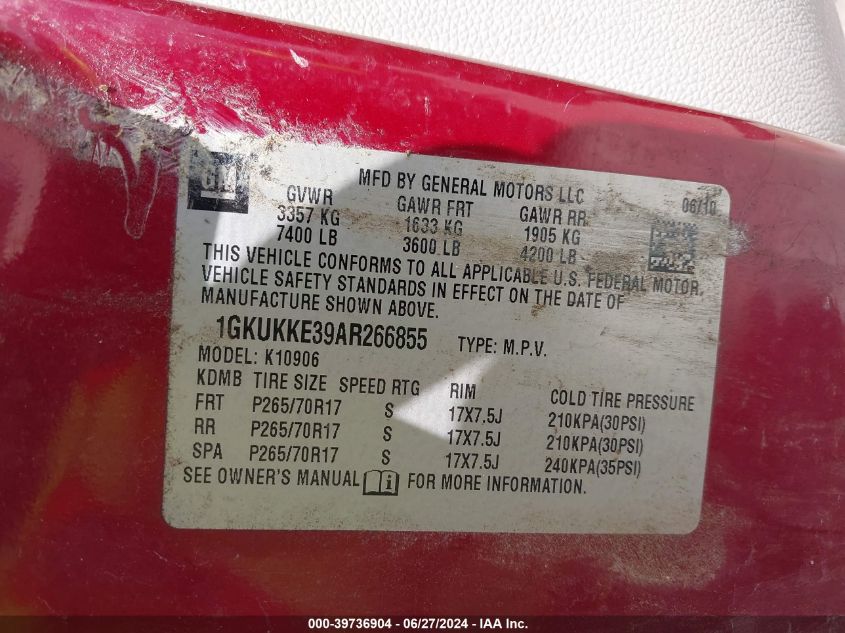 GM
MFD BY GENERAL MOTORS LLC 06/10
GVWR GAWR FRT GAWR RR
3357 KG 1633 KG 1905 KG
7400 LB 3600 LB 4200 LB
THIS VEHICLE CONFORMS TO ALL APPLICABLE U.S. FEDERAL MOTOR
VEHICLE SAFETY STANDARDS IN EFFECT ON THE DATE OF
MANUFACTURE SHOWN ABOVE.
1GKUKKE39AR266855 TYPE: M.P.V.
MODEL: K10906
KDMB TIRE SIZE SPEED RTG RIM COLD TIRE PRESSURE
FRT P265/70R17 S 17X7.5J 210KPA(30PSI)
RR P265/70R17 S 17X7.5J 210KPA(30PSI)
SPA P265/70R17 S 17X7.5J 240KPA(35PSI)
SEE OWNER'S MANUAL FOR MORE INFORMATION.
000-39736904 - 06/27/2024 - IAA Inc.